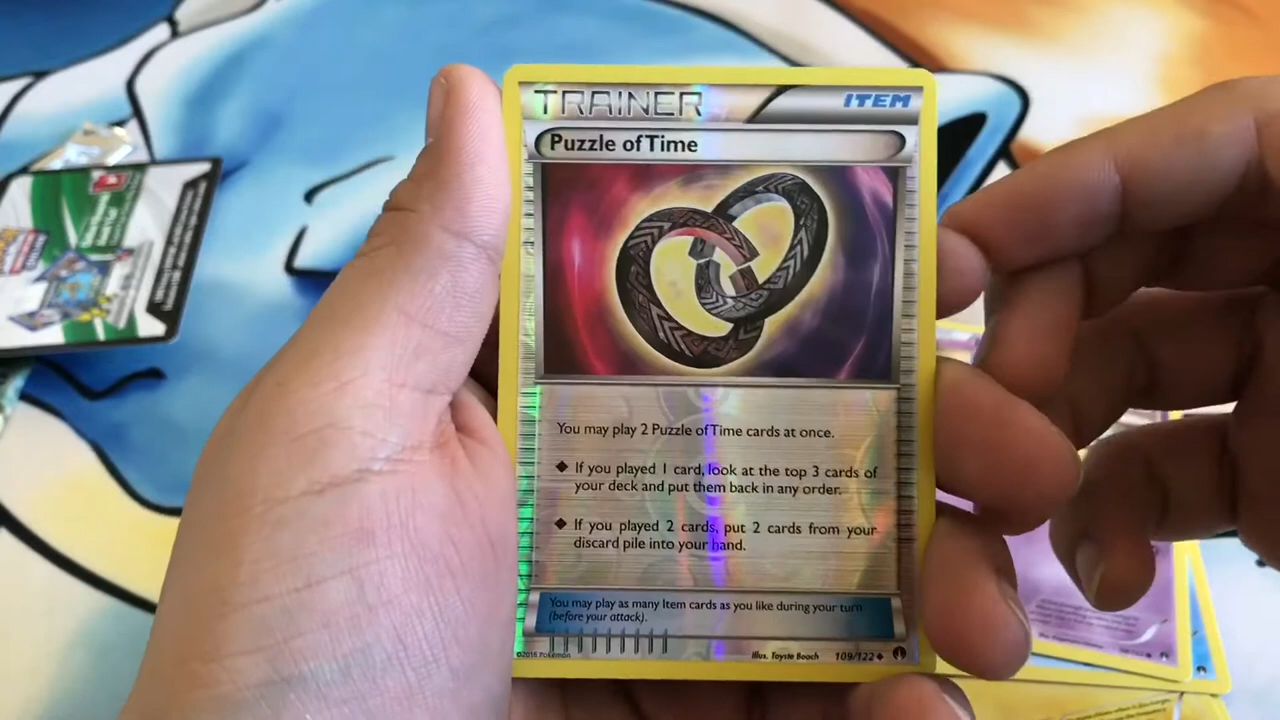 TRAINER
ITEM
Puzzle of Time
You may play 2 Puzzle of Time cards at once.
◆ If you played 1 card, look at the top 3 cards of
your deck and put them back in any order.
◆ If you played 2 cards, put 2 cards from your
discard pile into your hand.
You may play as many Item cards as you like during your turn
(before your attack).
©2016 Pokémon
Illus. Toyste Beach
109/122 ◆